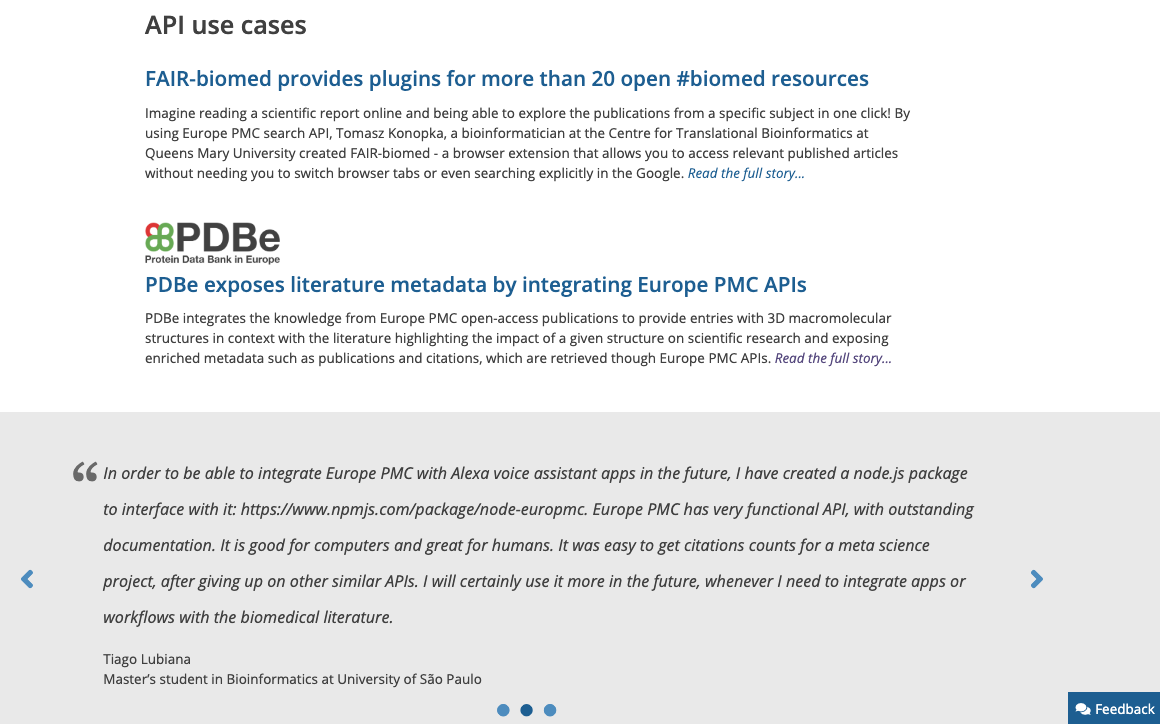 API use cases
FAIR-biomed provides plugins for more than 20 open #biomed resources
Imagine reading a scientific report online and being able to explore the publications from a specific subject in one click! By
using Europe PMC search API, Tomasz Konopka, a bioinformatician at the Centre for Translational Bioinformatics at
Queens Mary University created FAIR-biomed - a browser extension that allows you to access relevant published articles
without needing you to switch browser tabs or even searching explicitly in the Google. Read the full story...
PDBe
Protein Data Bank in Europe
PDBe exposes literature metadata by integrating Europe PMC APIs
PDBe integrates the knowledge from Europe PMC open-access publications to provide entries with 3D macromolecular
structures in context with the literature highlighting the impact of a given structure on scientific research and exposing
enriched metadata such as publications and citations, which are retrieved though Europe PMC APIs. Read the full story...
“ In order to be able to integrate Europe PMC with Alexa voice assistant apps in the future, I have created a node.js package
to interface with it: https://www.npmjs.com/package/node-europmc. Europe PMC has very functional API, with outstanding
documentation. It is good for computers and great for humans. It was easy to get citations counts for a meta science
project, after giving up on other similar APIs. I will certainly use it more in the future, whenever I need to integrate apps or
workflows with the biomedical literature.
Tiago Lubiana
Master’s student in Bioinformatics at University of São Paulo
Feedback